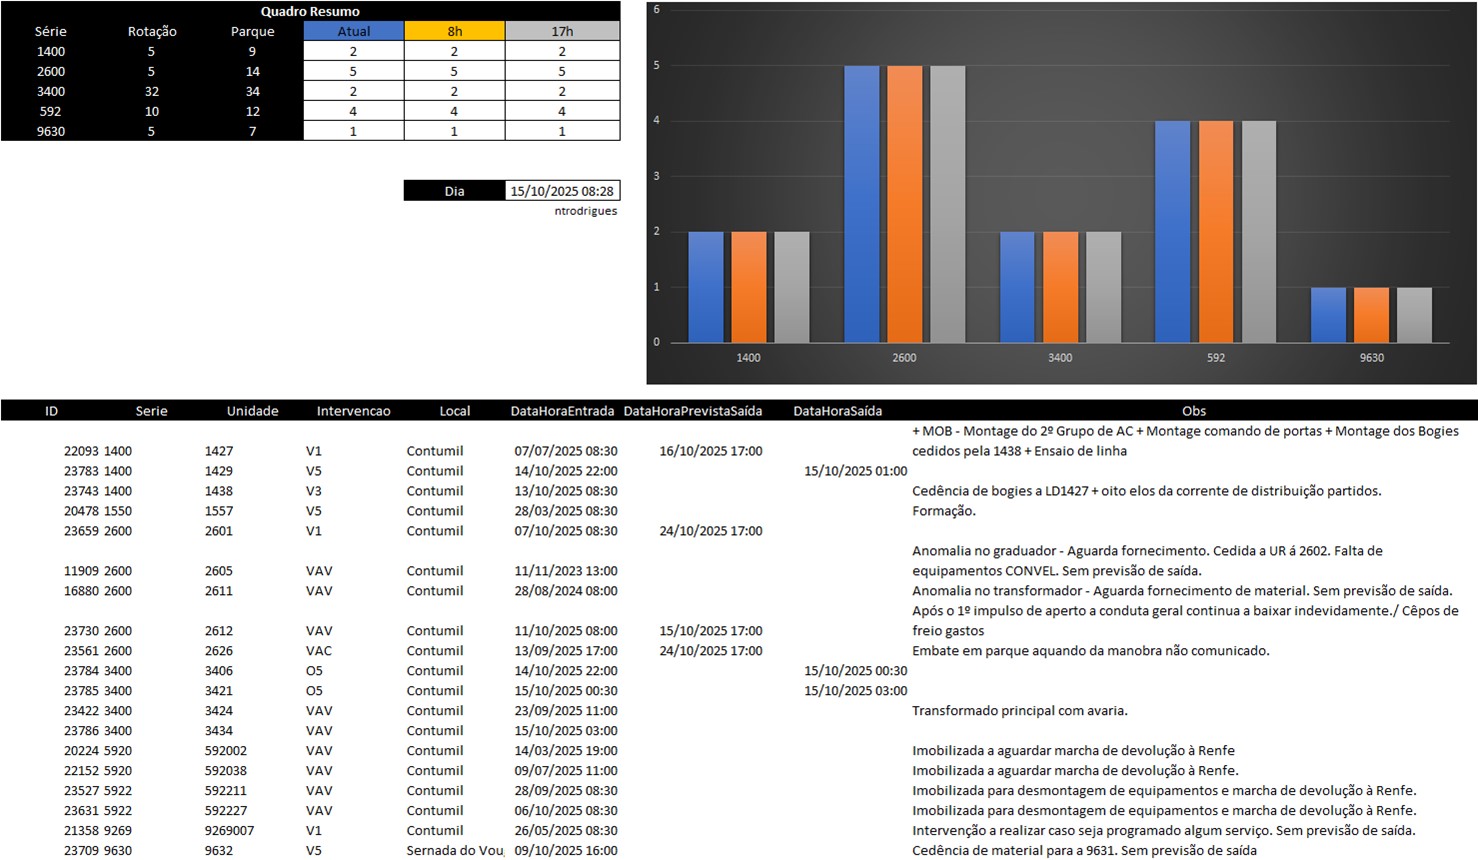 Quadro Resumo
Série Rotação Parque Atual 8h 17h
1400 5 9 2 2 2
2600 5 14 5 5 5
3400 32 34 2 2 2
592 10 12 4 4 4
9630 5 7 1 1 1
Dia 15/10/2025 08:28
ntrodrigues
6
5
4
3
2
1
0
1400 2600 3400 592 9630
ID Serie Unidade Intervencao Local DataHoraEntrada DataHoraPrevistaSaída DataHoraSaída Obs
+ MOB - Montage do 2º Grupo de AC + Montage comando de portas + Montage dos Bogies
22093 1400 1427 V1 Contumil 07/07/2025 08:30 16/10/2025 17:00 cedidos pela 1438 + Ensaio de linha
23783 1400 1429 V5 Contumil 14/10/2025 22:00 15/10/2025 01:00
23743 1400 1438 V3 Contumil 13/10/2025 08:30 Cedência de bogies a LD1427 + oito elos da corrente de distribuição partidos.
20478 1550 1557 V5 Contumil 28/03/2025 08:30 Formação.
23659 2600 2601 V1 Contumil 07/10/2025 08:30 24/10/2025 17:00
Anomalia no graduador - Aguarda fornecimento. Cedida a UR á 2602. Falta de
11909 2600 2605 VAV Contumil 11/11/2023 13:00 equipamentos CONVEL. Sem previsão de saída.
16880 2600 2611 VAV Contumil 28/08/2024 08:00 Anomalia no transformador - Aguarda fornecimento de material. Sem previsão de saída.
Após o 1º impulso de aperto a conduta geral continua a baixar indevidamente./ Cêpos de
23730 2600 2612 VAV Contumil 11/10/2025 08:00 15/10/2025 17:00 freio gastos
23561 2600 2626 VAC Contumil 13/09/2025 17:00 24/10/2025 17:00 Embate em parque aquando da manobra não comunicado.
23784 3400 3406 O5 Contumil 14/10/2025 22:00 15/10/2025 00:30
23785 3400 3421 O5 Contumil 15/10/2025 00:30 15/10/2025 03:00
23422 3400 3424 VAV Contumil 23/09/2025 11:00 Transformado principal com avaria.
23786 3400 3434 VAV Contumil 15/10/2025 03:00
20224 5920 592002 VAV Contumil 14/03/2025 19:00 Imobilizada a aguardar marcha de devolução à Renfe
22152 5920 592038 VAV Contumil 09/07/2025 11:00 Imobilizada a aguardar marcha de devolução à Renfe.
23527 5922 592211 VAV Contumil 28/09/2025 08:30 Imobilizada para desmontagem de equipamentos e marcha de devolução à Renfe.
23631 5922 592227 VAV Contumil 06/10/2025 08:30 Imobilizada para desmontagem de equipamentos e marcha de devolução à Renfe.
21358 9269 9269007 V1 Contumil 26/05/2025 08:30 Intervenção a realizar caso seja programado algum serviço. Sem previsão de saída.
23709 9630 9632 V5 Sernada do Vou 09/10/2025 16:00 Cedência de material para a 9631. Sem previsão de saída